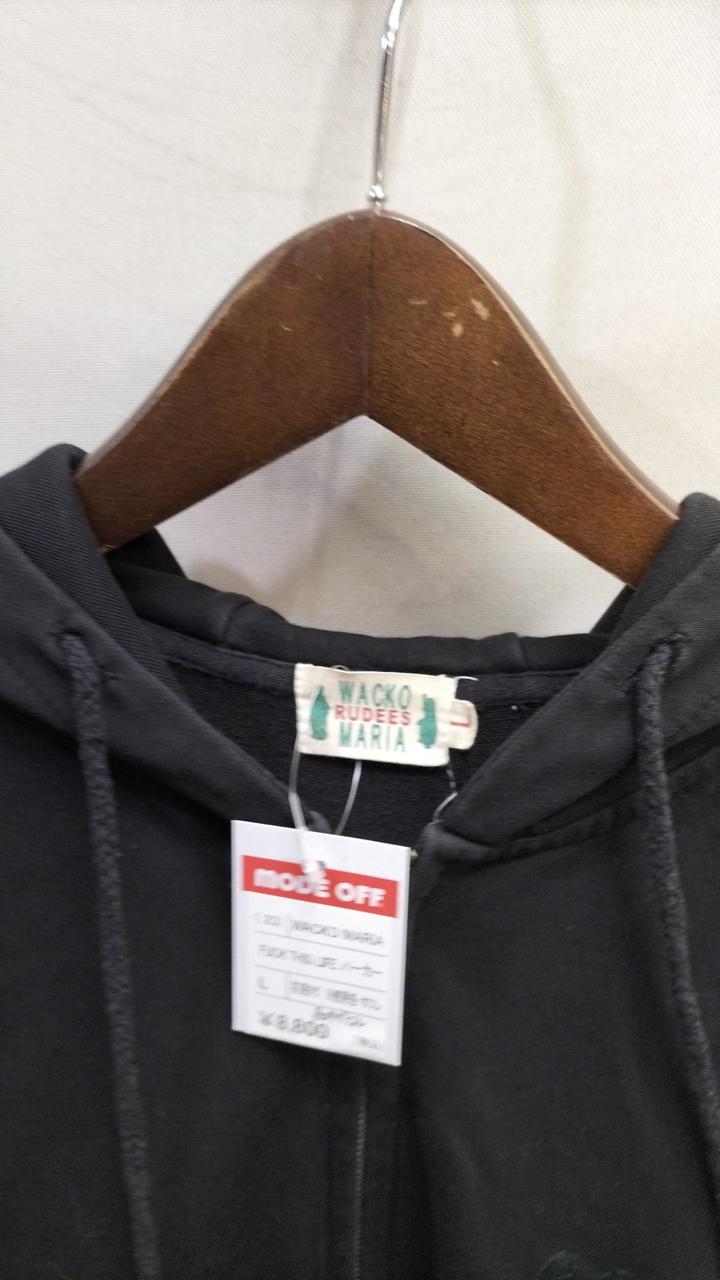 WACKO
RUDEES
MARIA
L
MODE OFF
WACKO MARIA
FUCK THIS LIFE パーカー
L
¥8,800